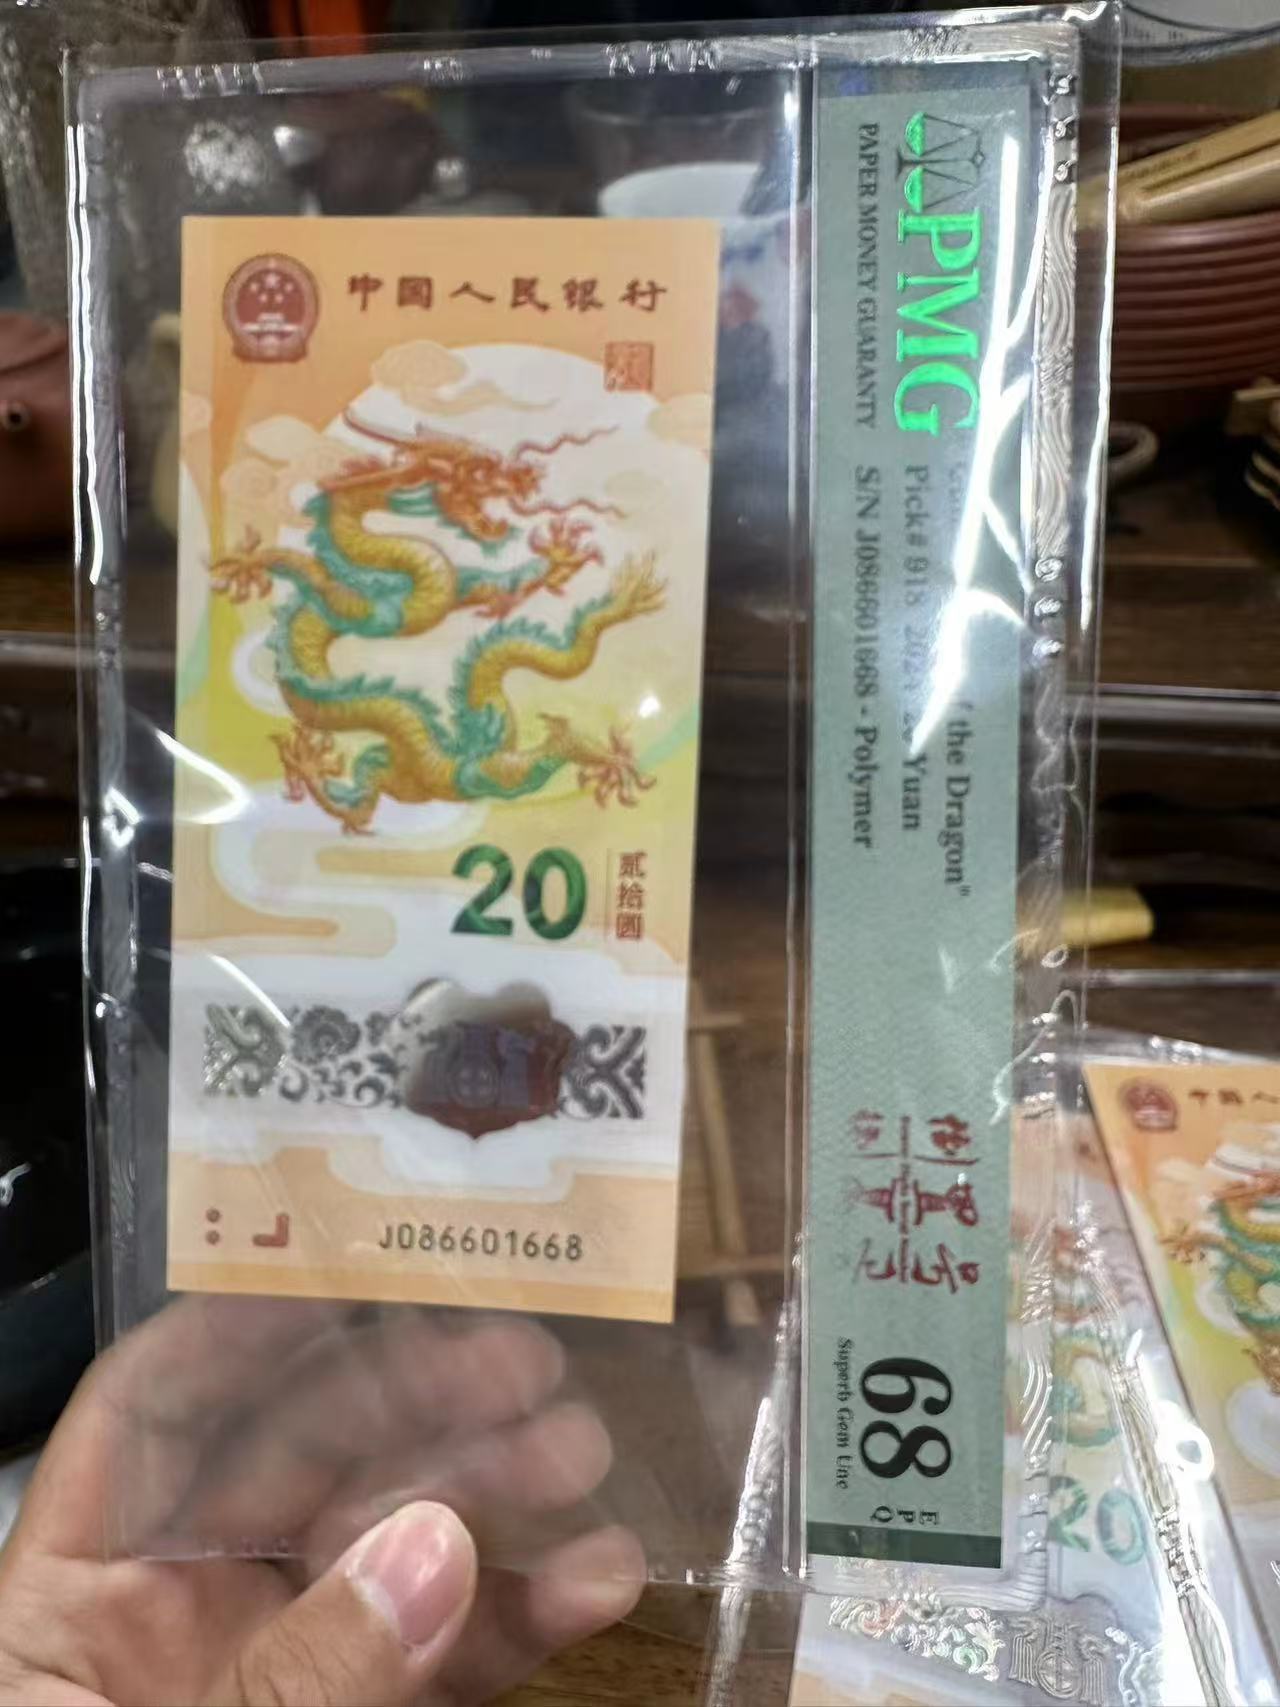 中国人民银行
20
贰拾圆
J086601668
PMG
PAPER MONEY GUARANTY
the Dragon"
Pick# 918 Yuan
S/N J086601668 - Polymer
68
EPQ
Superb Gem Unc